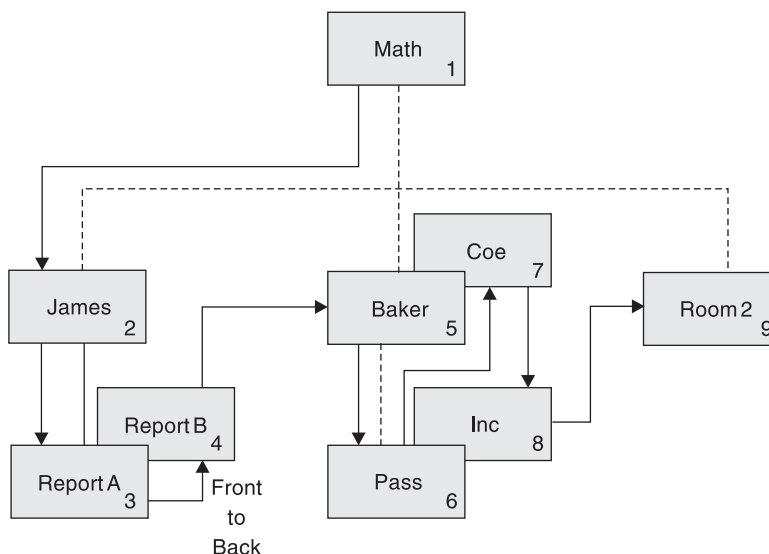 Math
1
Coe
7
James
2
Baker
5
Room 2
9
Report B
4
Inc
8
Report A
3
Pass
6
Front
to
Back